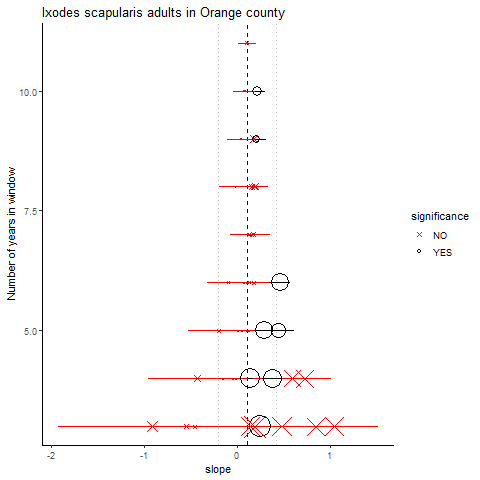 Ixodes scapularis adults in Orange county
10.0
7.5
5.0
Number of years in window
-2
-1
0
1
slope
significance
NO
YES